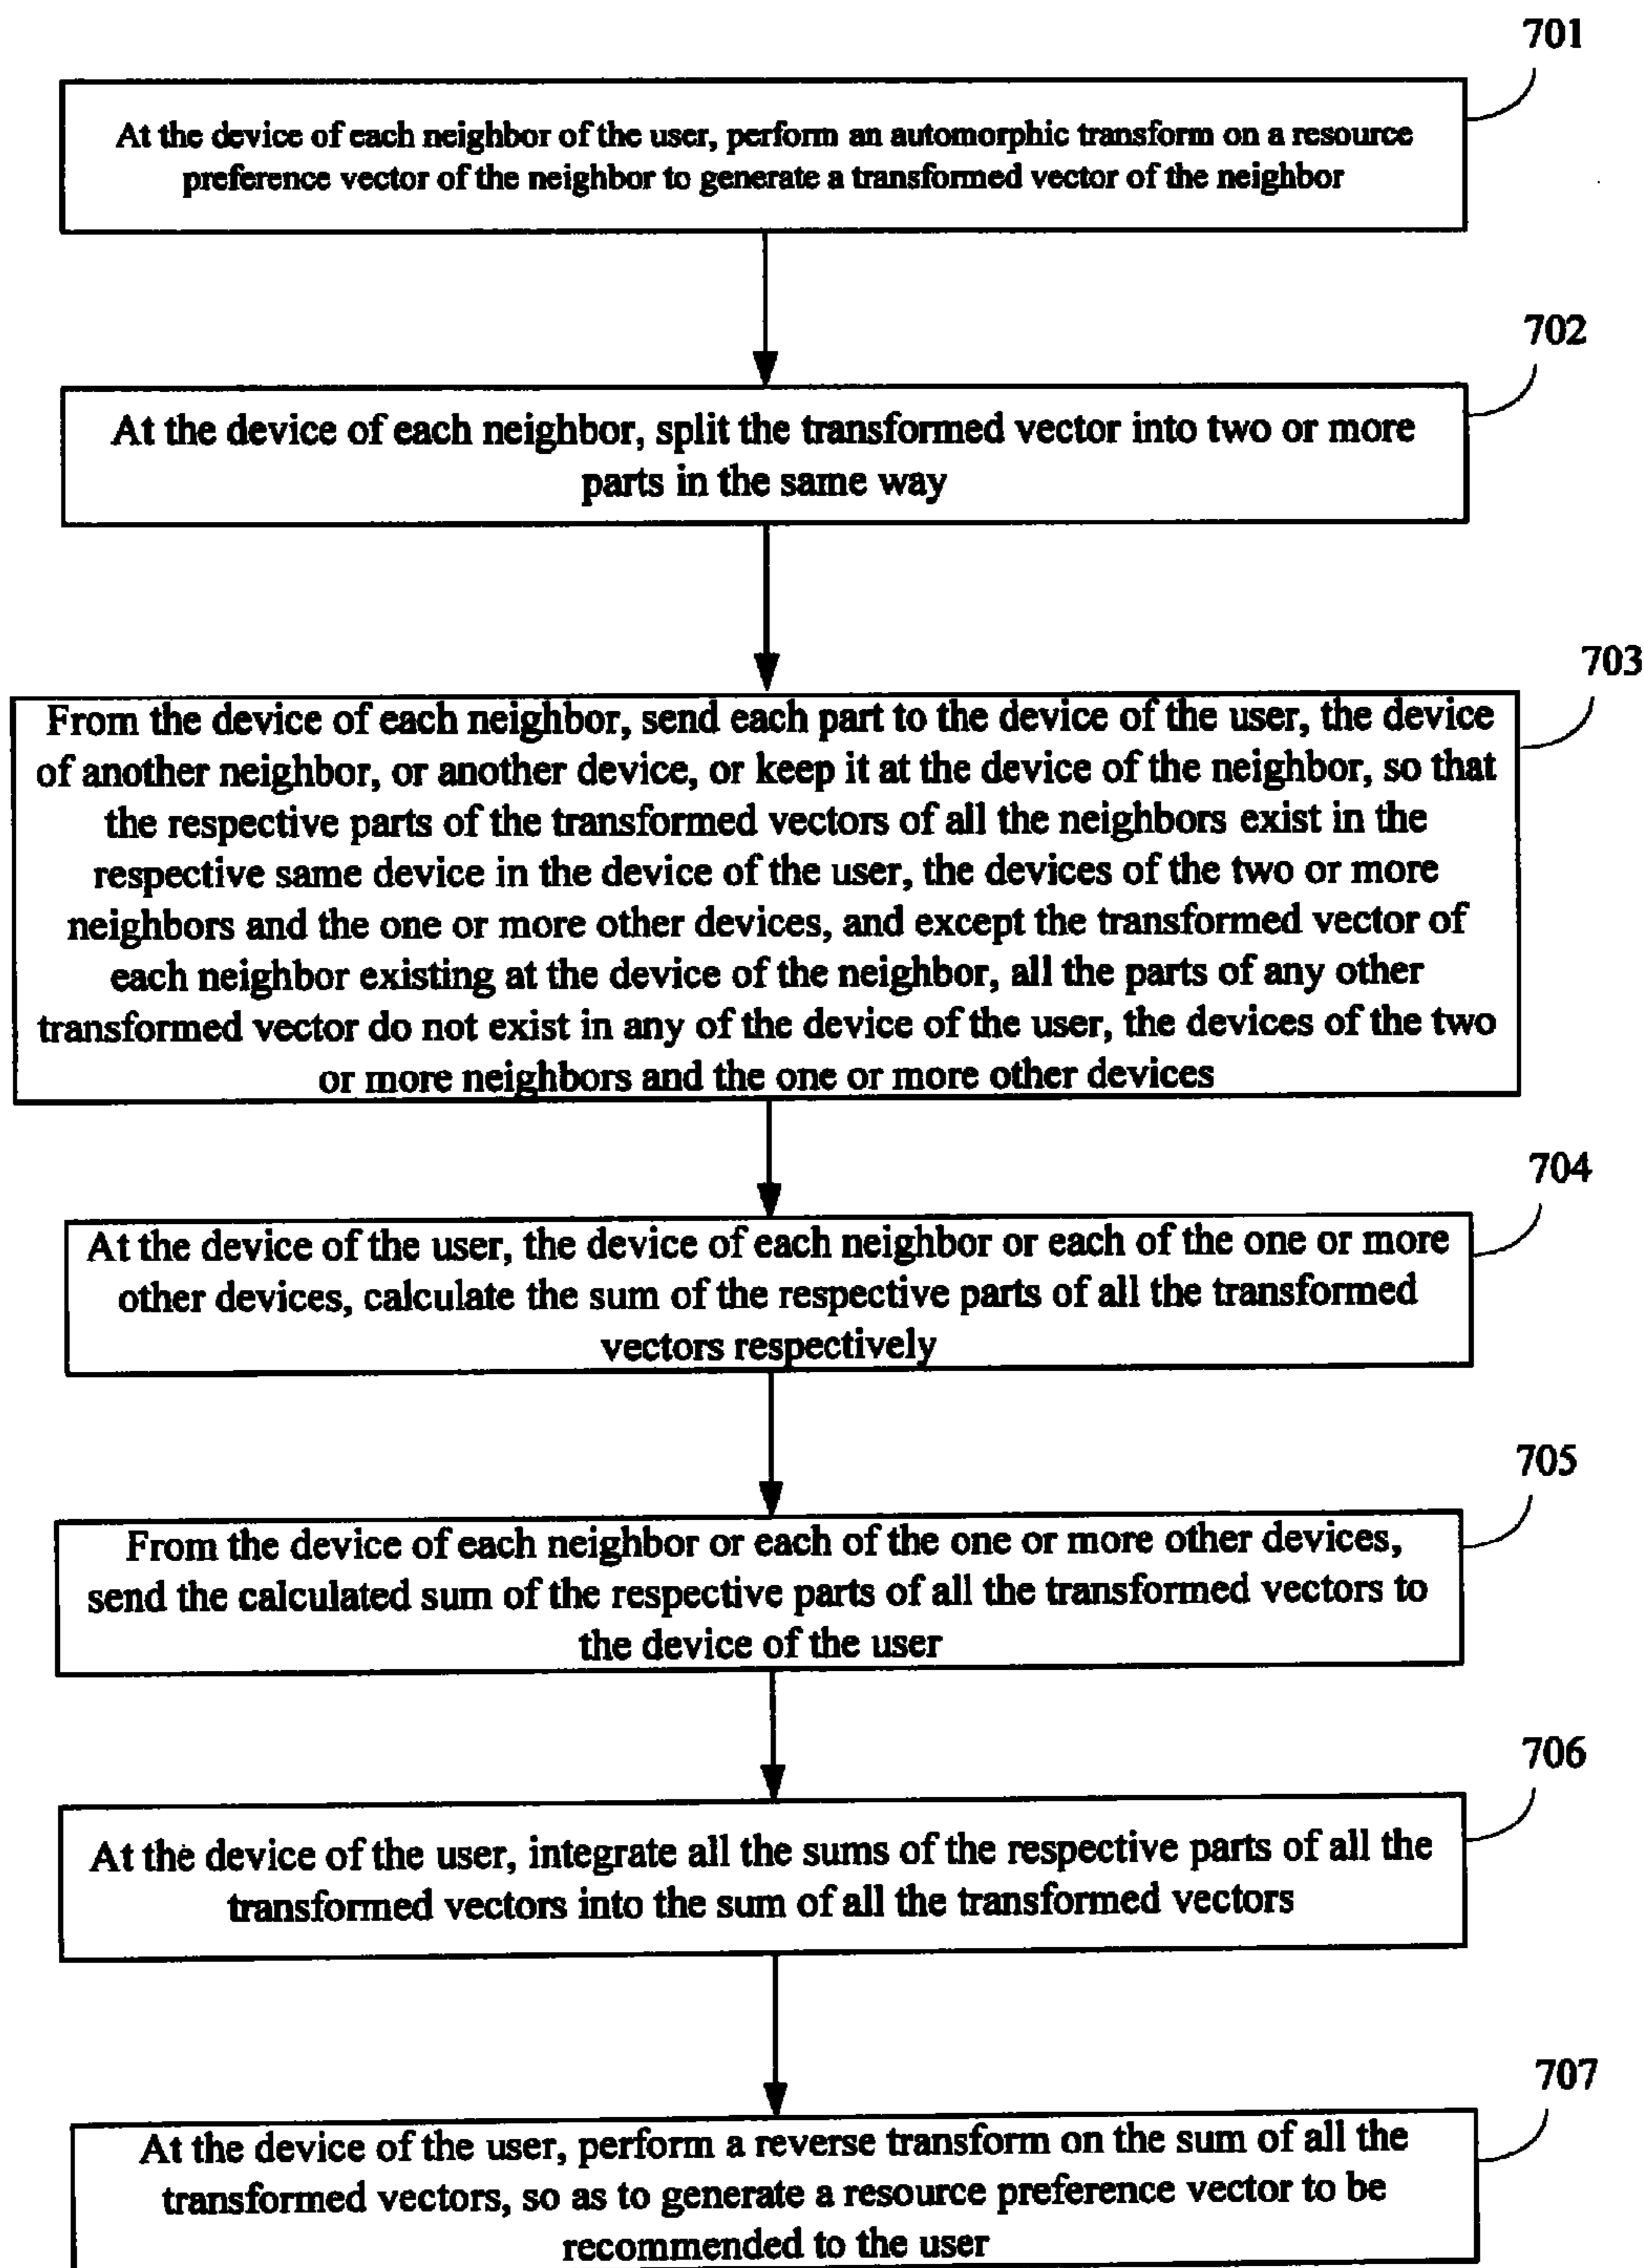 701
At the device of each neighbor of the user, perform an automorphic transform on a resource
preference vector of the neighbor to generate a transformed vector of the neighbor
702
At the device of each neighbor, split the transformed vector into two or more
parts in the same way
703
From the device of each neighbor, send each part to the device of the user, the device
of another neighbor, or another device, or keep it at the device of the neighbor, so that
the respective parts of the transformed vectors of all the neighbors exist in the
respective same device in the device of the user, the devices of the two or more
neighbors and the one or more other devices, and except the transformed vector of
each neighbor existing at the device of the neighbor, all the parts of any other
transformed vector do not exist in any of the device of the user, the devices of the two
or more neighbors and the one or more other devices
704
At the device of the user, the device of each neighbor or each of the one or more
other devices, calculate the sum of the respective parts of all the transformed
vectors respectively
705
From the device of each neighbor or each of the one or more other devices,
send the calculated sum of the respective parts of all the transformed vectors to
the device of the user
706
At the device of the user, integrate all the sums of the respective parts of all the
transformed vectors into the sum of all the transformed vectors
707
At the device of the user, perform a reverse transform on the sum of all the
transformed vectors, so as to generate a resource preference vector to be
recommended to the user